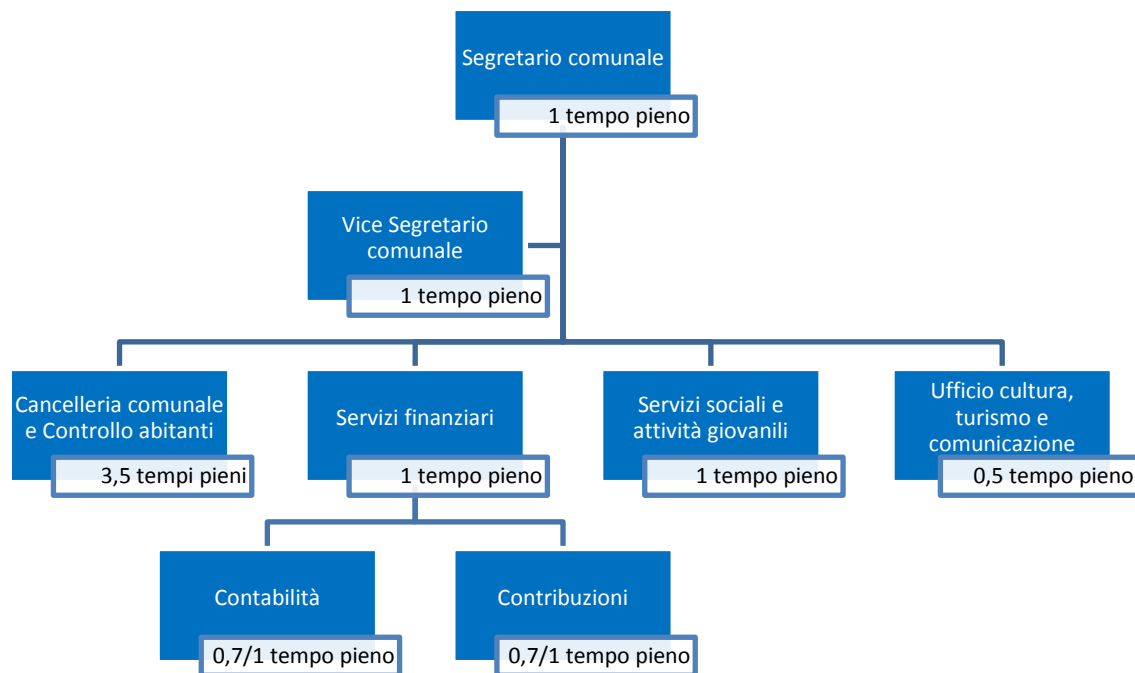 Segretario comunale
1 tempo pieno
Vice Segretario
comunale
1 tempo pieno
Cancelleria comunale
e Controllo abitanti
3,5 tempi pieni
Servizi finanziari
1 tempo pieno
Servizi sociali e
attività giovanili
1 tempo pieno
Ufficio cultura,
turismo e
comunicazione
0,5 tempo pieno
Contabilità
0,7/1 tempo pieno
Contribuzioni
0,7/1 tempo pieno